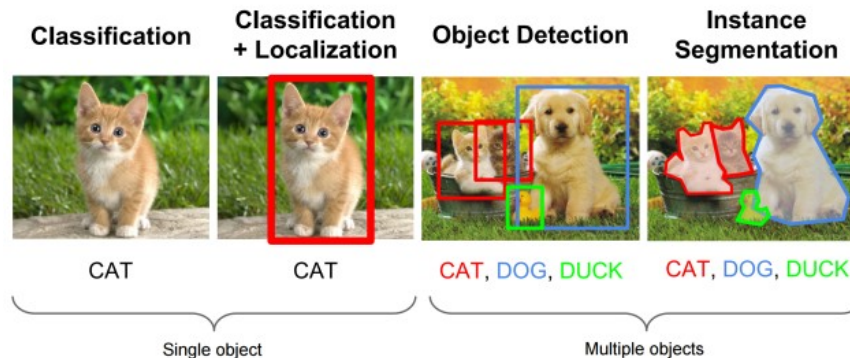 Classification
Classification
+ Localization
Object Detection
Instance
Segmentation
CAT
CAT
CAT, DOG, DUCK
CAT, DOG, DUCK
Single object
Multiple objects